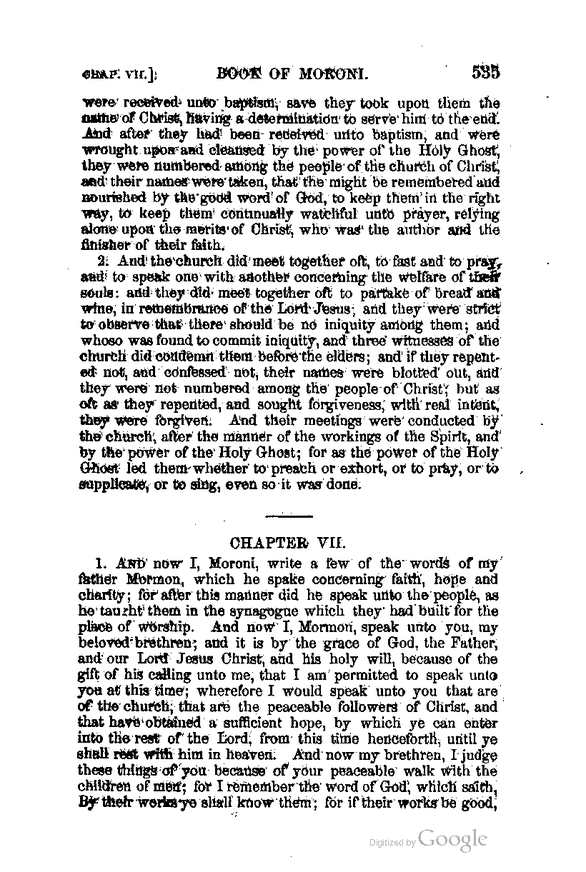 CHAP. VII.] BOOK OF MORONI. 535
were received unto baptism, save they took upon them the
name of Christ, having a determination to serve him to the end.
And after they had been received unto baptism, and were
wrought upon and cleansed by the power of the Holy Ghost,
they were numbered among the people of the church of Christ,
and their names were taken, that the might be remembered and
nourished by the good word of God, to keep them in the right
way, to keep them continually watchful unto prayer, relying
alone upon the merits of Christ, who was the author and the
finisher of their faith.
2. And the church did meet together oft, to fast and to pray,
and to speak one with another concerning the welfare of their
souls: and they did meet together oft to partake of bread and
wine, in remembrance of the Lord Jesus; and they were strict
to observe that there should be no iniquity among them; and
whoso was found to commit iniquity, and three witnesses of the
church did condemn them before the elders; and if they repent-
ed not, and confessed not, their names were blotted out, and
they were not numbered among the people of Christ; but as
oft as they repented, and sought forgiveness, with real intent,
they were forgiven. And their meetings were conducted by
the church, after the manner of the workings of the Spirit, and
by the power of the Holy Ghost; for as the power of the Holy
Ghost led them whether to preach or exhort, or to pray, or to
supplicate, or to sing, even so it was done.
CHAPTER VII.
1. AND now I, Moroni, write a few of the words of my
father Mormon, which he spake concerning faith, hope and
charity; for after this manner did he speak unto the people, as
he taught them in the synagogue which they had built for the
place of worship. And now I, Mormon, speak unto you, my
beloved brethren; and it is by the grace of God, the Father,
and our Lord Jesus Christ, and his holy will, because of the
gift of his calling unto me, that I am permitted to speak unto
you at this time; wherefore I would speak unto you that are
of the church, that are the peaceable followers of Christ, and
that have obtained a sufficient hope, by which ye can enter
into the rest of the Lord, from this time henceforth, until ye
shall rest with him in heaven. And now my brethren, I judge
these things of you because of your peaceable walk with the
children of men; for I remember the word of God, which saith,
By their works ye shall know them; for if their works be good,
Digitized by Google